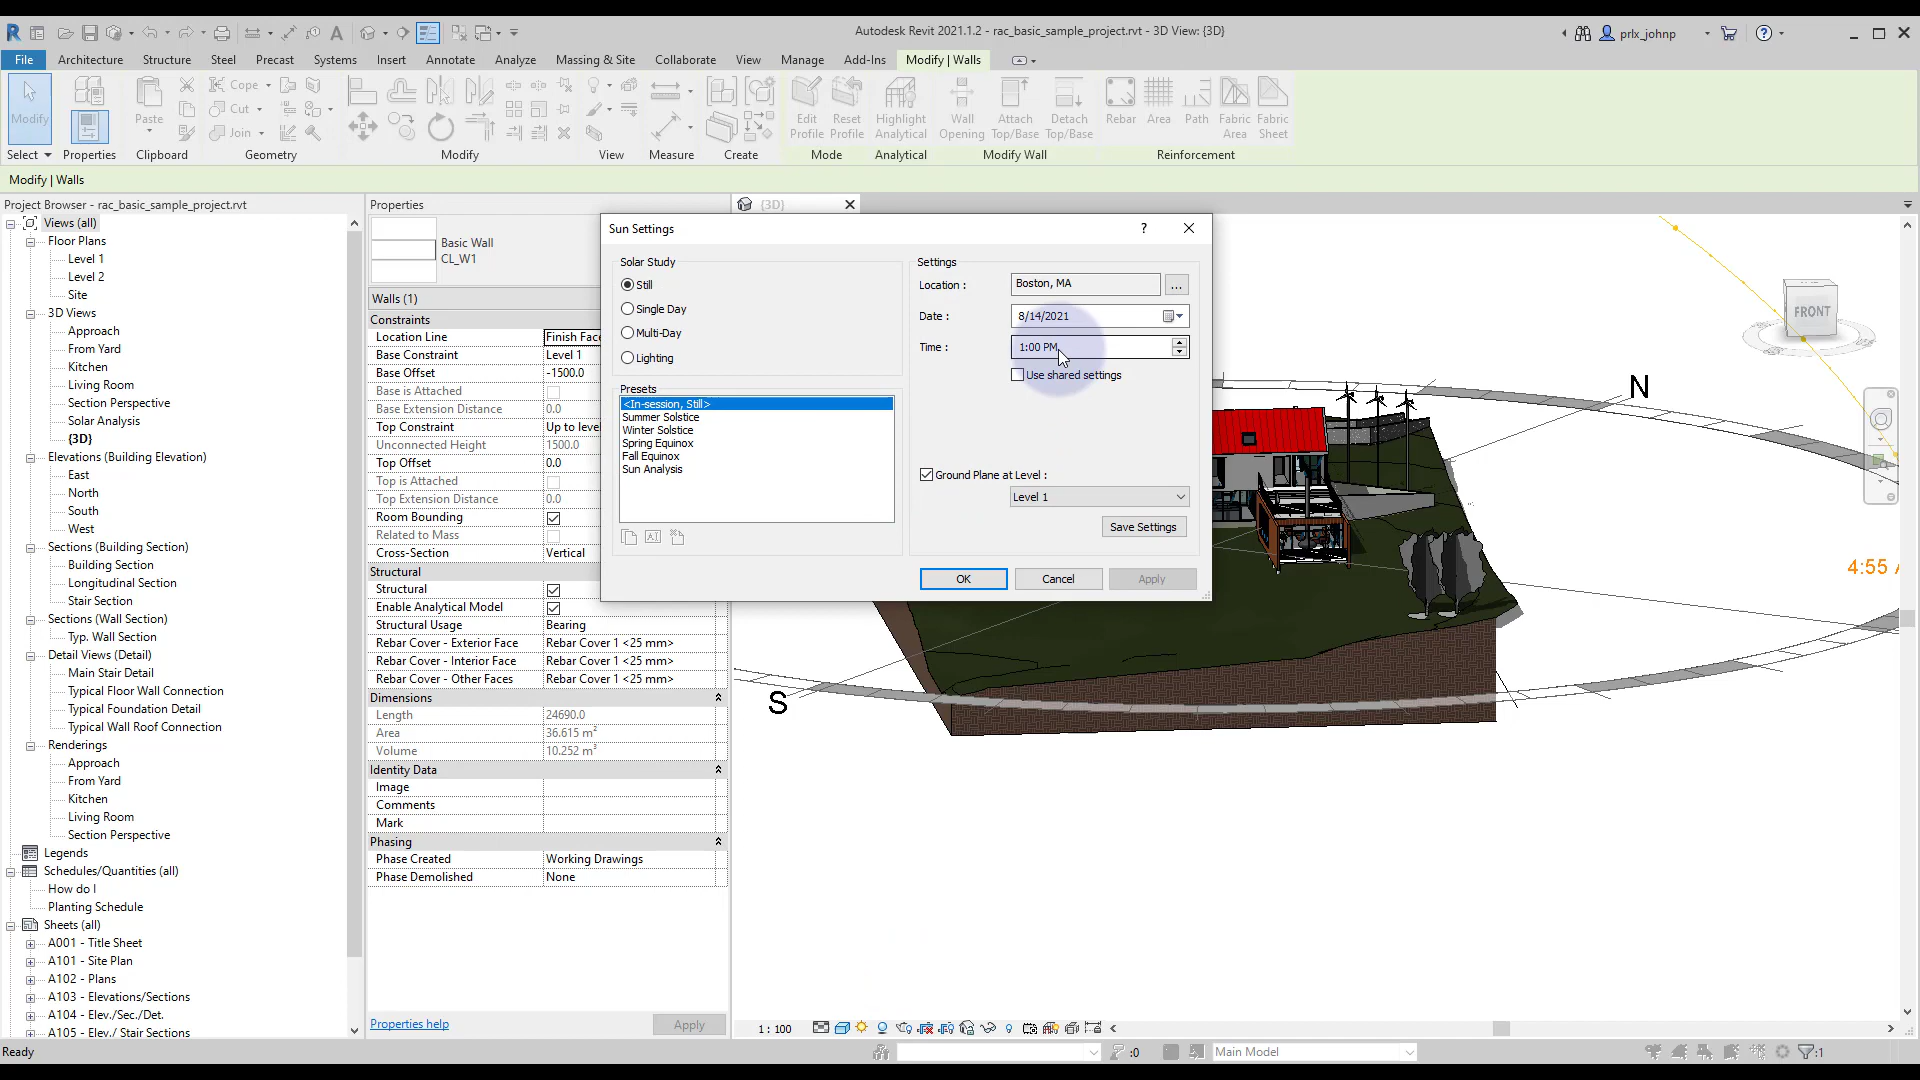 Autodesk Revit 2021.1.2 - rac_basic_sample_project.rvt - 3D View: {3D}
prlx_johnp
File Architecture Structure Steel Precast Systems Insert Annotate Analyze Massing & Site Collaborate View Manage Add-Ins Modify | Walls
Modify
Paste
Cope
Cut
Join
Edit Profile
Reset Profile
Highlight Analytical
Wall Opening
Attach Top/Base
Detach Top/Base
Rebar
Area
Path
Fabric Area
Fabric Sheet
Select Properties Clipboard Geometry Modify View Measure Create Mode Analytical Modify Wall Reinforcement
Modify | Walls
Project Browser - rac_basic_sample_project.rvt
Views (all)
Floor Plans
Level 1
Level 2
Site
3D Views
Approach
From Yard
Kitchen
Living Room
Section Perspective
Solar Analysis
{3D}
Elevations (Building Elevation)
East
North
South
West
Sections (Building Section)
Building Section
Longitudinal Section
Stair Section
Sections (Wall Section)
Typ. Wall Section
Detail Views (Detail)
Main Stair Detail
Typical Floor Wall Connection
Typical Foundation Detail
Typical Wall Roof Connection
Renderings
Approach
From Yard
Kitchen
Living Room
Section Perspective
Legends
Schedules/Quantities (all)
How do I
Planting Schedule
Sheets (all)
A001 - Title Sheet
A101 - Site Plan
A102 - Plans
A103 - Elevations/Sections
A104 - Elev./Sec./Det.
A105 - Elev./ Stair Sections
Properties
Basic Wall
CL_W1
Walls (1)
Constraints
Location Line Finish Face
Base Constraint Level 1
Base Offset -1500.0
Base is Attached
Base Extension Distance 0.0
Top Constraint Up to level
Unconnected Height 1500.0
Top Offset 0.0
Top is Attached
Top Extension Distance 0.0
Room Bounding
Related to Mass
Cross-Section Vertical
Structural
Structural
Enable Analytical Model
Structural Usage Bearing
Rebar Cover - Exterior Face Rebar Cover 1 <25 mm>
Rebar Cover - Interior Face Rebar Cover 1 <25 mm>
Rebar Cover - Other Faces Rebar Cover 1 <25 mm>
Dimensions
Length 24690.0
Area 36.615 m²
Volume 10.252 m³
Identity Data
Image
Comments
Mark
Phasing
Phase Created Working Drawings
Phase Demolished None
Properties help Apply
{3D}
Sun Settings
Solar Study
Still
Single Day
Multi-Day
Lighting
Presets
<In-session, Still>
Summer Solstice
Winter Solstice
Spring Equinox
Fall Equinox
Sun Analysis
Settings
Location : Boston, MA ...
Date : 8/14/2021
Time : 1:00 PM
Use shared settings
Ground Plane at Level :
Level 1
Save Settings
OK Cancel Apply
FRONT
N
S
4:55
1 : 100
Ready
:0
Main Model
:1